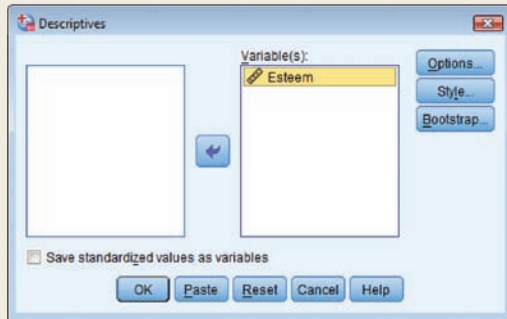 Descriptives
Variable(s):
Esteem
Options...
Style...
Bootstrap...
Save standardized values as variables
OK Paste Reset Cancel Help